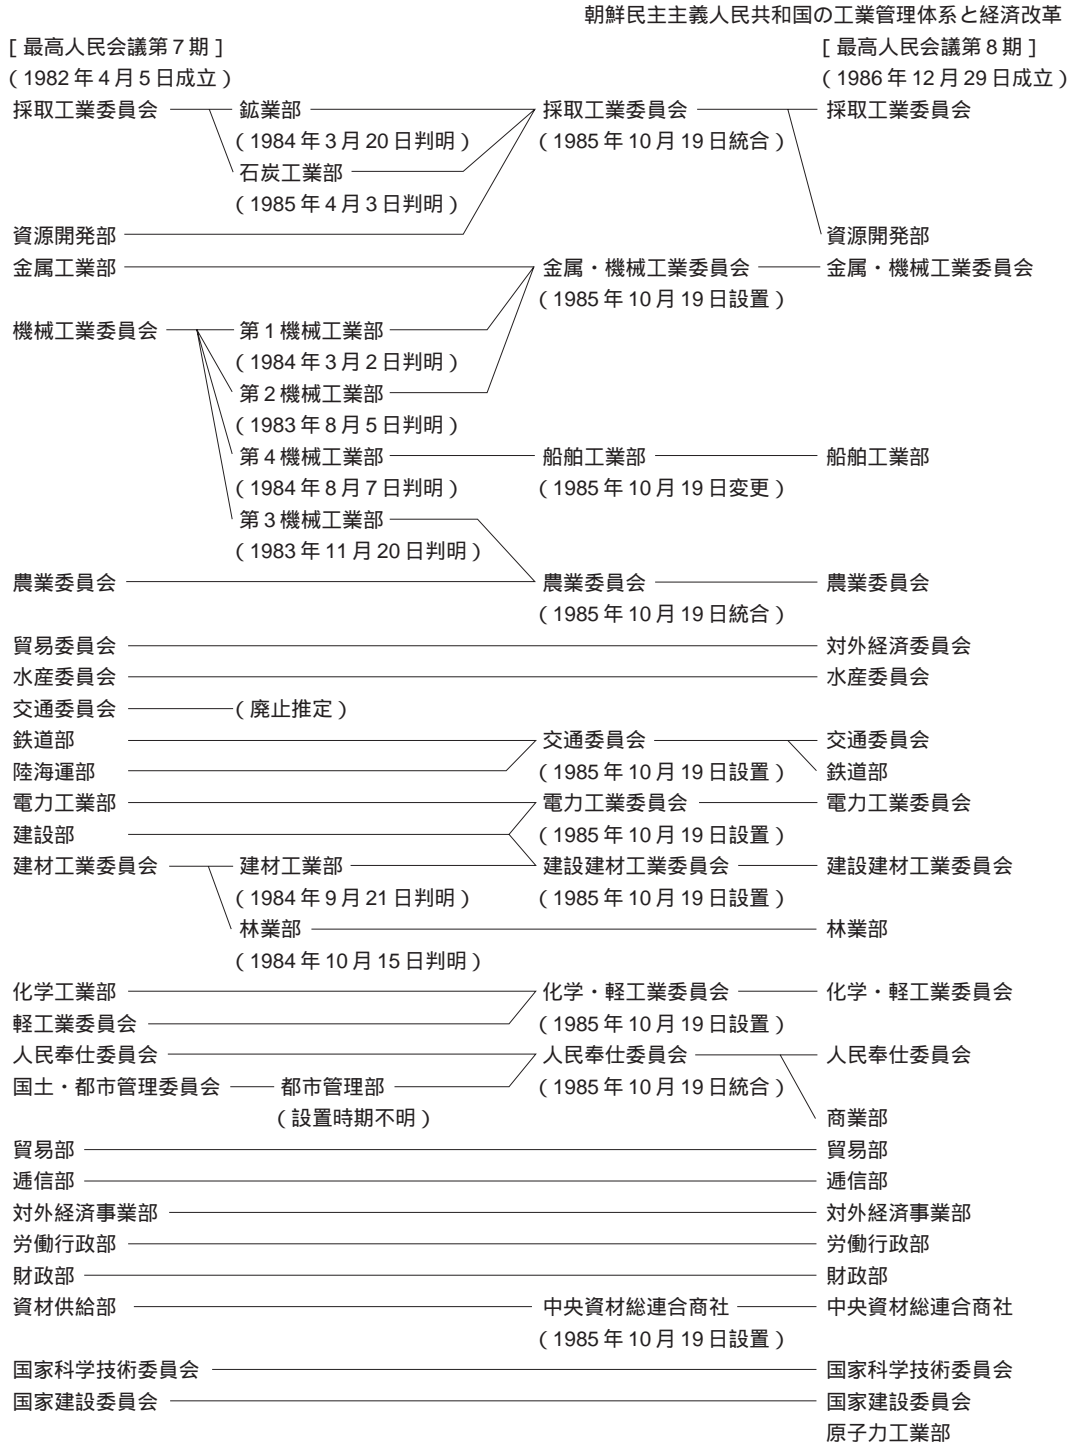 朝鮮民主主義人民共和国の工業管理体系と経済改革
[ 最高人民会議第7期 ] [ 最高人民会議第8期 ]
(1982年4月5日成立) (1986年12月29日成立)
採取工業委員会 鉱業部 採取工業委員会 採取工業委員会
(1984年3月20日判明) (1985年10月19日統合)
石炭工業部
(1985年4月3日判明)
資源開発部 資源開発部
金属工業部 金属・機械工業委員会 金属・機械工業委員会
(1985年10月19日設置)
機械工業委員会 第1機械工業部
(1984年3月2日判明)
第2機械工業部
(1983年8月5日判明)
第4機械工業部 船舶工業部 船舶工業部
(1984年8月7日判明) (1985年10月19日変更)
第3機械工業部
(1983年11月20日判明)
農業委員会 農業委員会 農業委員会
(1985年10月19日統合)
貿易委員会 対外経済委員会
水産委員会 水産委員会
交通委員会 (廃止推定)
鉄道部 交通委員会 交通委員会
陸海運部 (1985年10月19日設置) 鉄道部
電力工業部 電力工業委員会 電力工業委員会
建設部 (1985年10月19日設置)
建材工業委員会 建材工業部 建設建材工業委員会 建設建材工業委員会
(1984年9月21日判明) (1985年10月19日設置)
林業部 林業部
(1984年10月15日判明)
化学工業部 化学・軽工業委員会 化学・軽工業委員会
軽工業委員会 (1985年10月19日設置)
人民奉仕委員会 人民奉仕委員会 人民奉仕委員会
国土・都市管理委員会 都市管理部 (1985年10月19日統合)
(設置時期不明) 商業部
貿易部 貿易部
逓信部 逓信部
対外経済事業部 対外経済事業部
労働行政部 労働行政部
財政部 財政部
資材供給部 中央資材総連合商社 中央資材総連合商社
(1985年10月19日設置)
国家科学技術委員会 国家科学技術委員会
国家建設委員会 国家建設委員会
原子力工業部